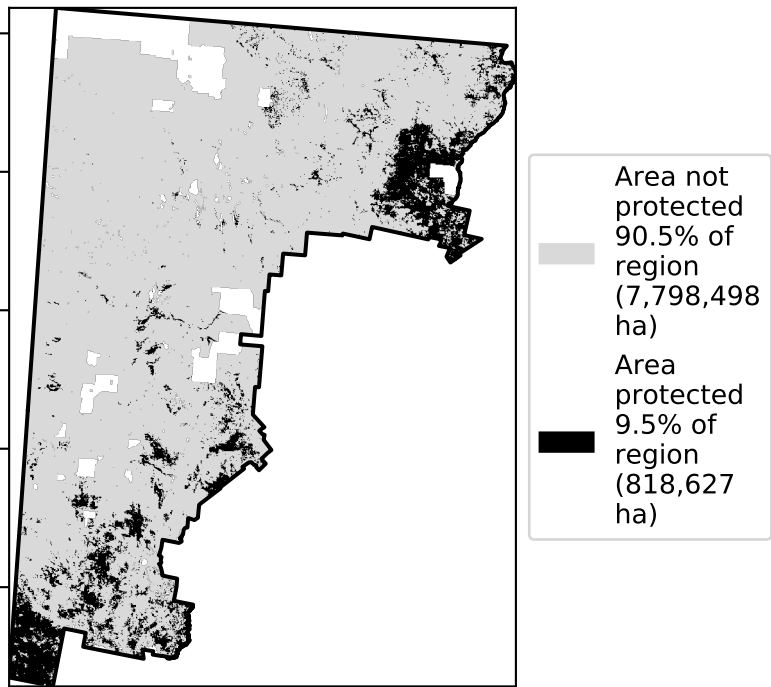 Area not
protected
90.5% of
region
(7,798,498
ha)
Area
protected
9.5% of
region
(818,627
ha)